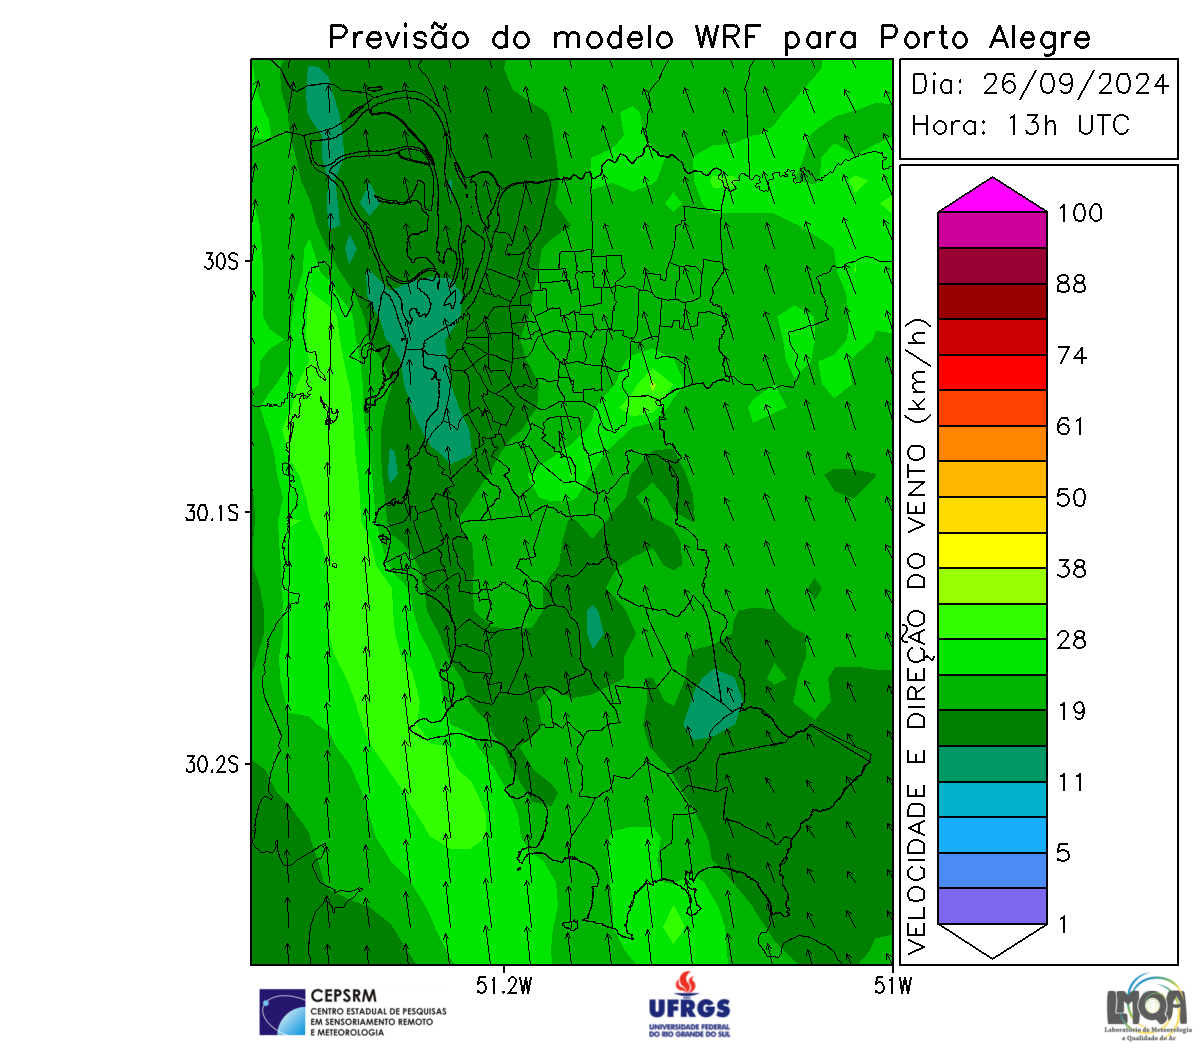 Previsão do modelo WRF para Porto Alegre
Dia: 26/09/2024
Hora: 13h UTC
30S
30.1S
30.2S
51.2W
51W
VELOCIDADE E DIREÇÃO DO VENTO (km/h)
100
88
74
61
50
38
28
19
11
5
1
CEPSRM
CENTRO ESTADUAL DE PESQUISAS
EM SENSORIAMENTO REMOTO
E METEOROLOGIA
UFRGS
UNIVERSIDADE FEDERAL
DO RIO GRANDE DO SUL
LMQA
Laboratório de Meteorologia
e Qualidade do Ar